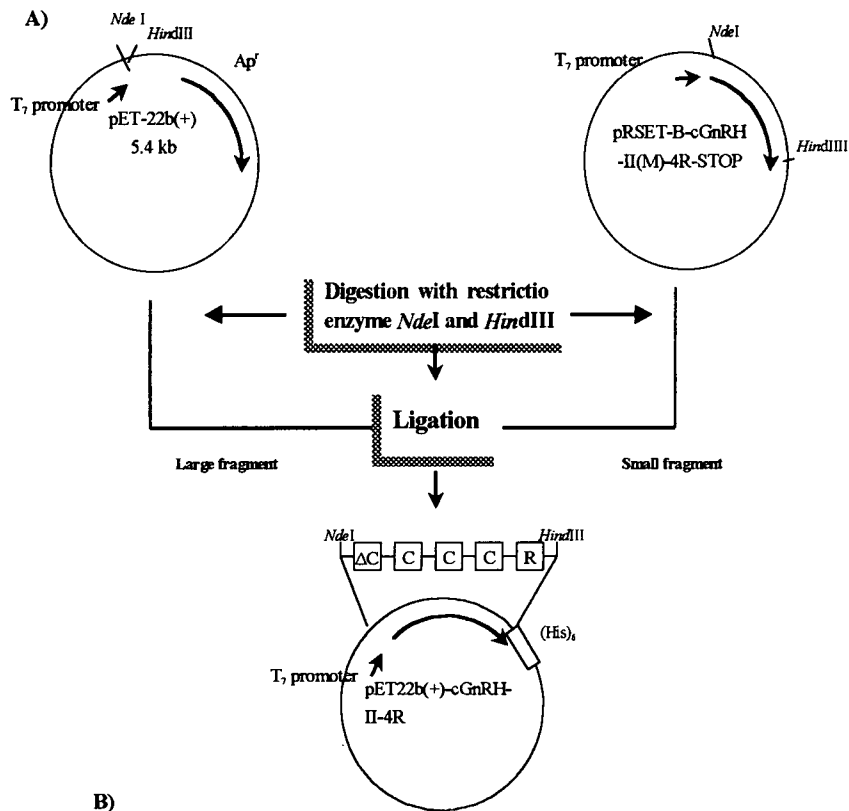 A)
Nde I
HindIII
Apʳ
T₇ promoter
pET-22b(+)
5.4 kb
NdeI
T₇ promoter
pRSET-B-cGnRH
-II(M)-4R-STOP
HindIIII
Digestion with restrictio
enzyme NdeI and HindIII
Ligation
Large fragment
Small fragment
NdeI
HindIII
ΔC C C C R
(His)₆
T₇ promoter
pET22b(+)-cGnRH-
II-4R
B)